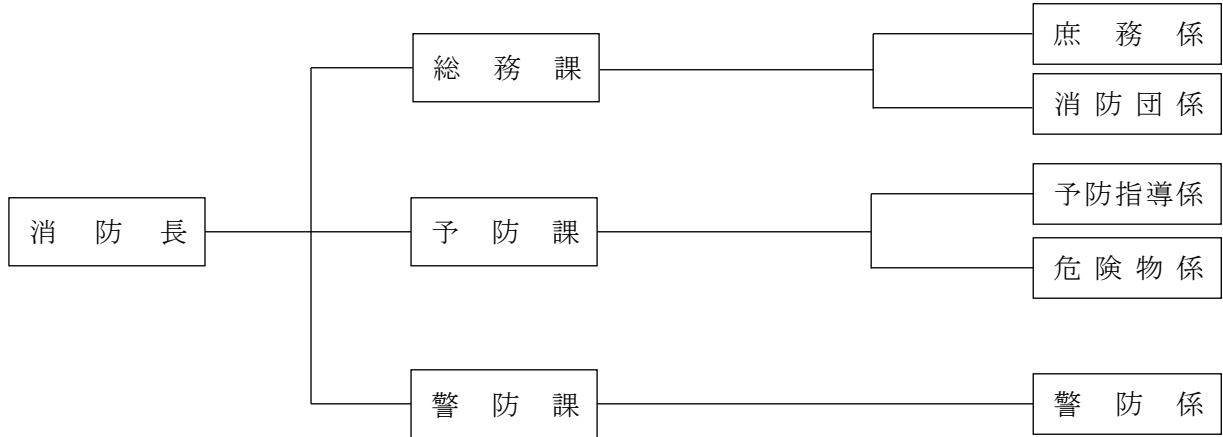 消防長
総務課
庶務係
消防団係
予防課
予防指導係
危険物係
警防課
警防係